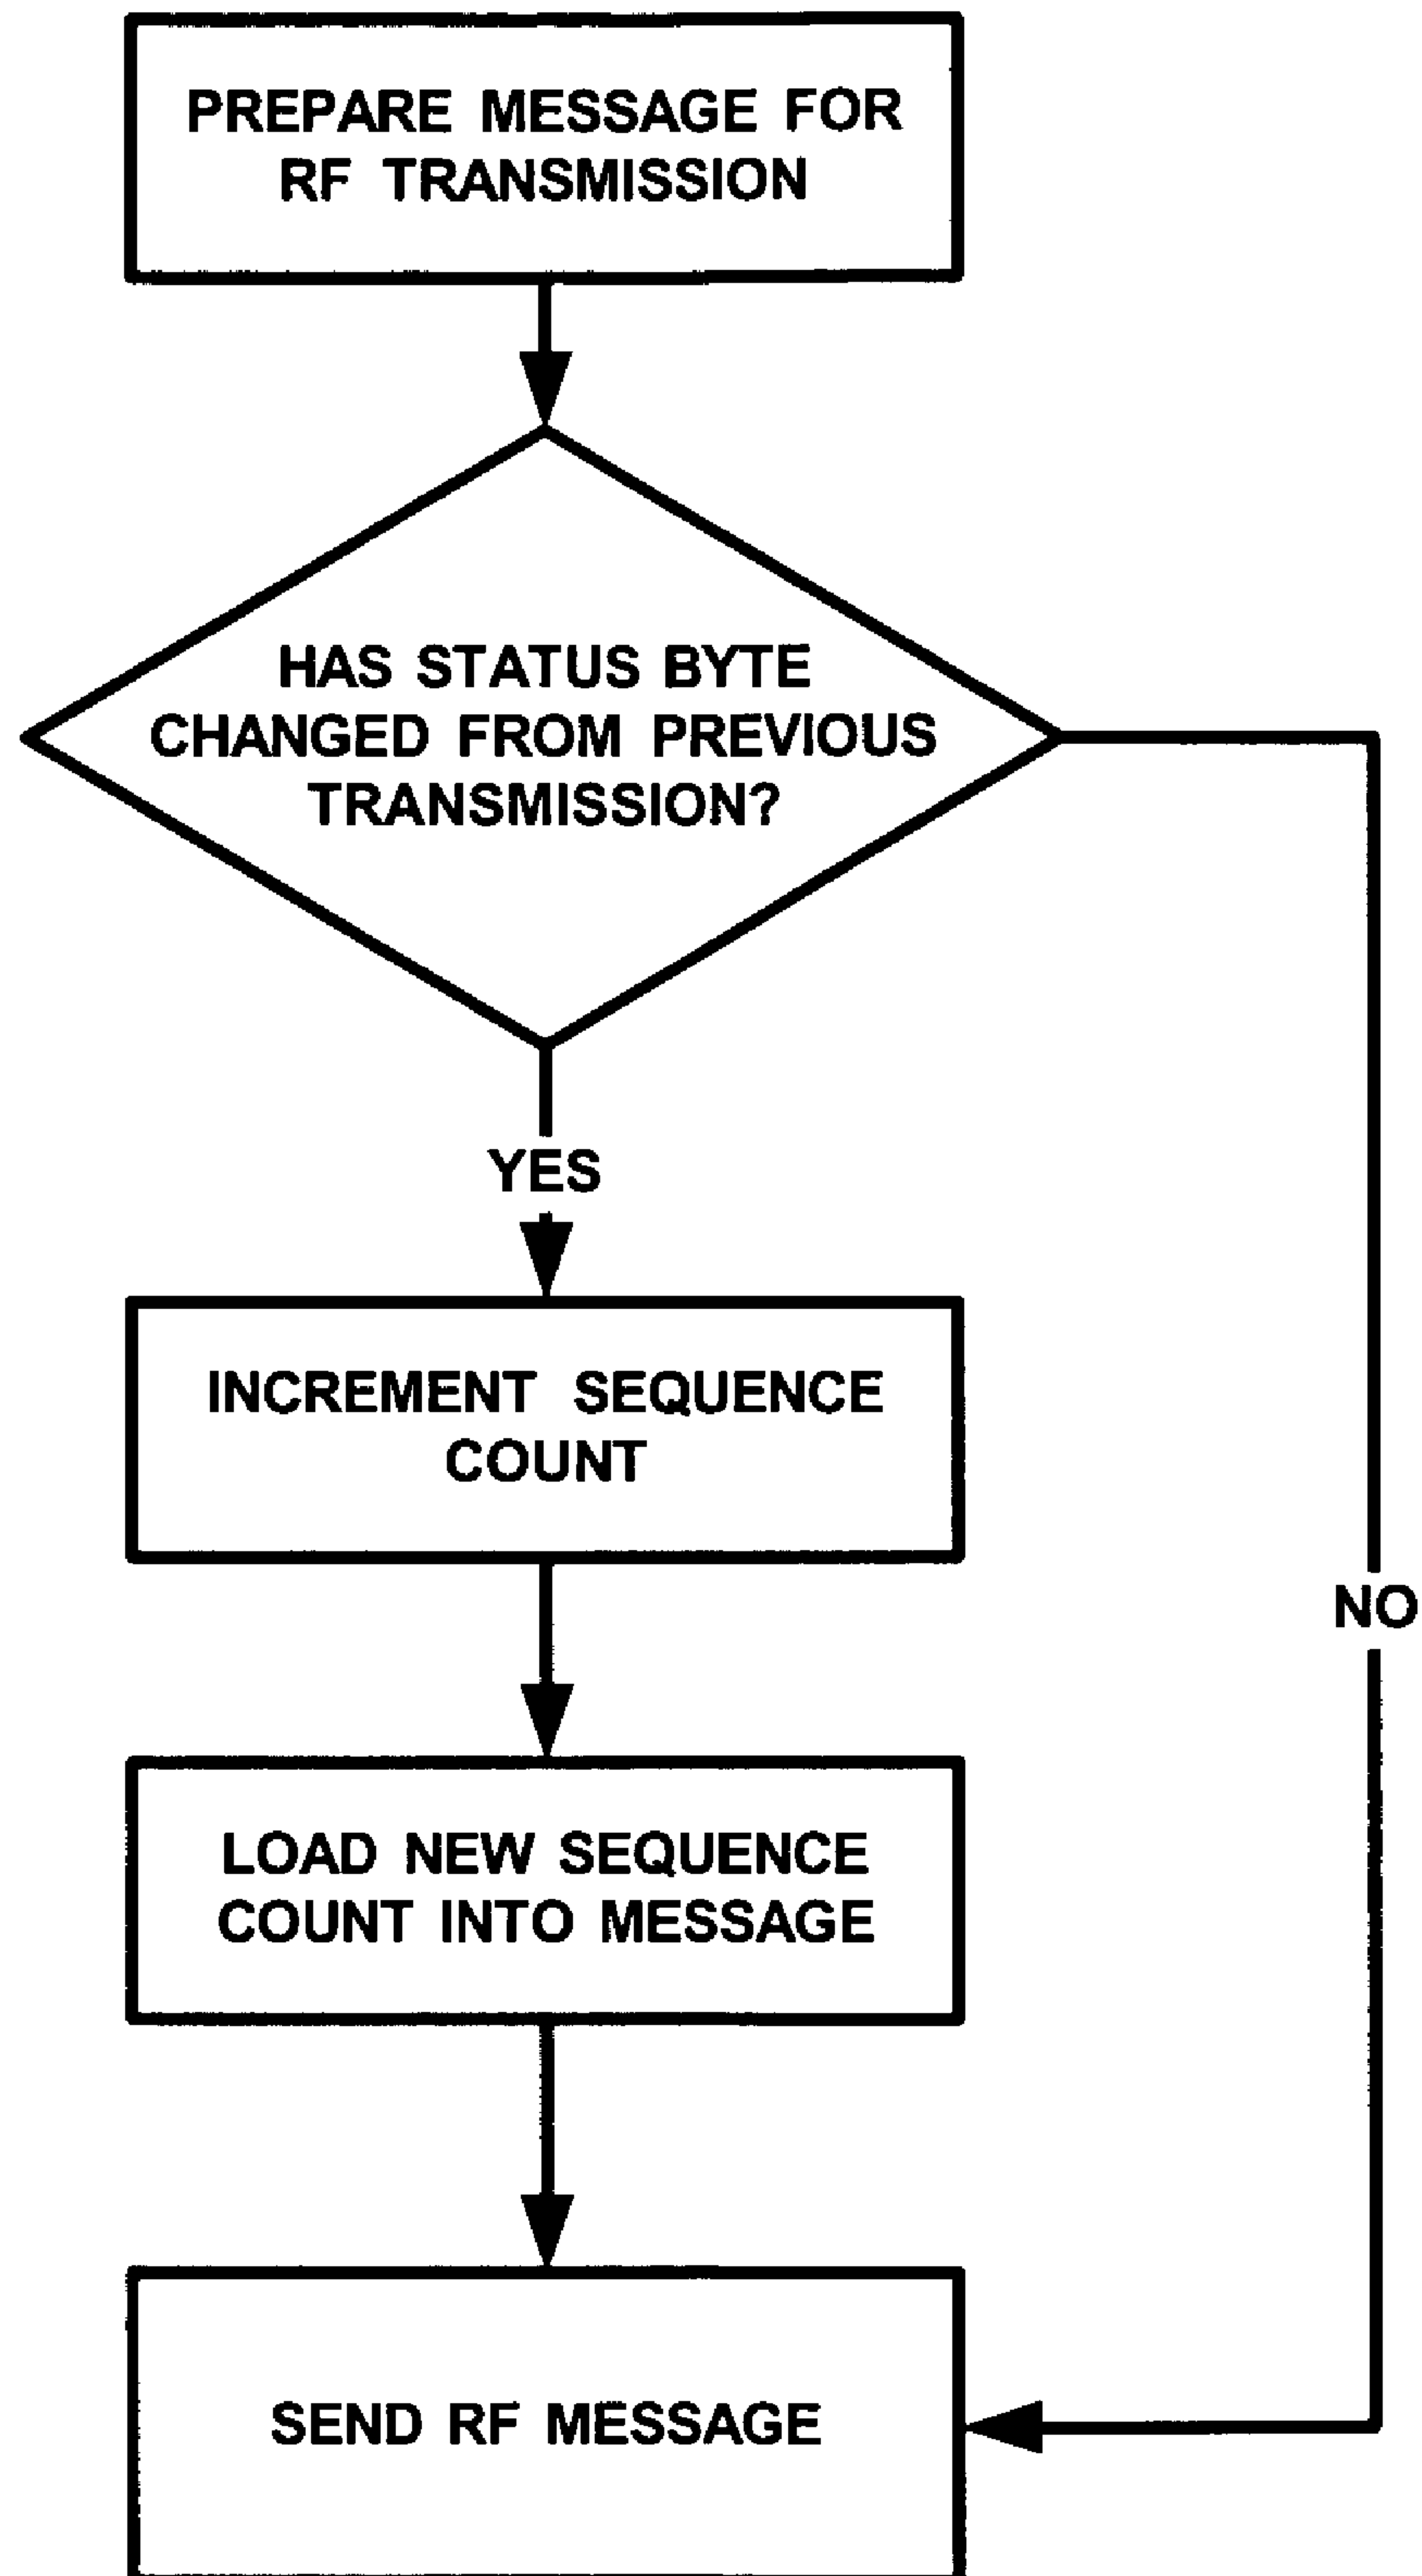 PREPARE MESSAGE FOR
RF TRANSMISSION
HAS STATUS BYTE
CHANGED FROM PREVIOUS
TRANSMISSION?
YES
INCREMENT SEQUENCE
COUNT
NO
LOAD NEW SEQUENCE
COUNT INTO MESSAGE
SEND RF MESSAGE